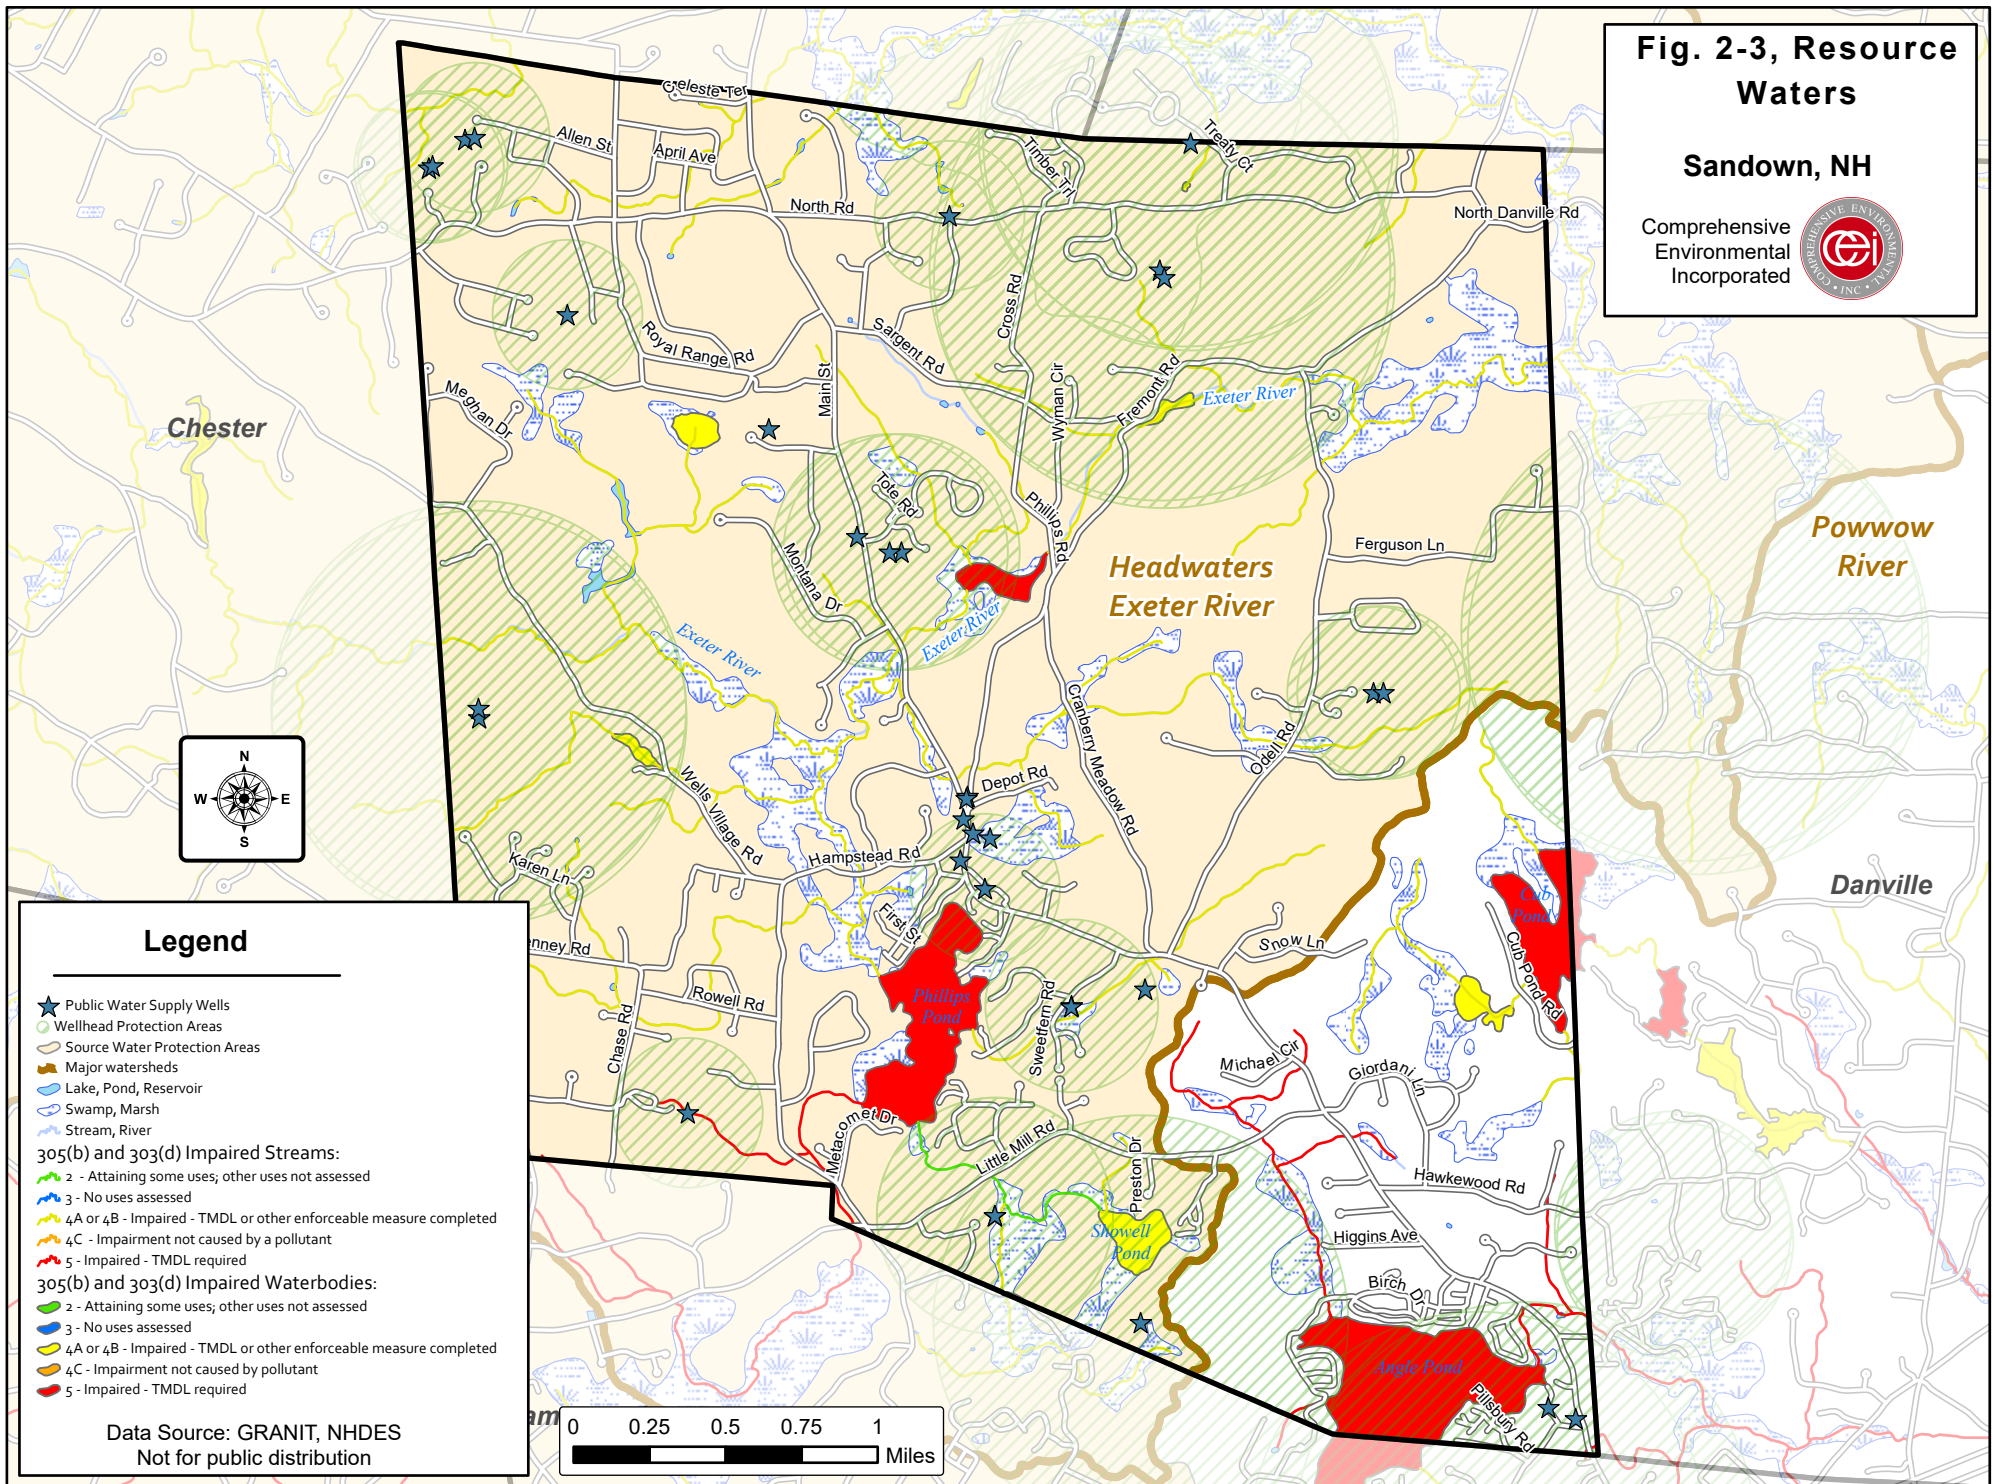 Fig. 2-3, Resource
Waters
Sandown, NH
Comprehensive
Environmental
Incorporated
COMPREHENSIVE ENVIRONMENTAL
• INC •
CEi
Celeste Ter
Allen St
April Ave
Timber Trl
Treaty Ct
North Rd
North Danville Rd
Cross Rd
Royal Range Rd
Main St
Sargent Rd
Meghan Dr
Wyman Cir
Fremont Rd
Exeter River
Chester
Tote Rd
Phillips Rd
Montana Dr
Ferguson Ln
Powwow
River
Headwaters
Exeter River
Exeter River
Exeter River
Cranberry Meadow Rd
Odell Rd
N
W
E
S
Wells Village Rd
Depot Rd
Hampstead Rd
Karen Ln
Danville
Cub
Pond
Cub Pond Rd
First St
Snow Ln
enney Rd
Rowell Rd
Chase Rd
Phillips
Pond
Sweetfern Rd
Michael Cir
Giordani Ln
Metacomet Dr
Little Mill Rd
Preston Dr
Hawkewood Rd
Showell
Pond
Higgins Ave
Birch Dr
Angle Pond
Pillsbury Rd
am
Legend
Public Water Supply Wells
Wellhead Protection Areas
Source Water Protection Areas
Major watersheds
Lake, Pond, Reservoir
Swamp, Marsh
Stream, River
305(b) and 303(d) Impaired Streams:
2 - Attaining some uses; other uses not assessed
3 - No uses assessed
4A or 4B - Impaired - TMDL or other enforceable measure completed
4C - Impairment not caused by a pollutant
5 - Impaired - TMDL required
305(b) and 303(d) Impaired Waterbodies:
2 - Attaining some uses; other uses not assessed
3 - No uses assessed
4A or 4B - Impaired - TMDL or other enforceable measure completed
4C - Impairment not caused by pollutant
5 - Impaired - TMDL required
Data Source: GRANIT, NHDES
Not for public distribution
0 0.25 0.5 0.75 1
Miles